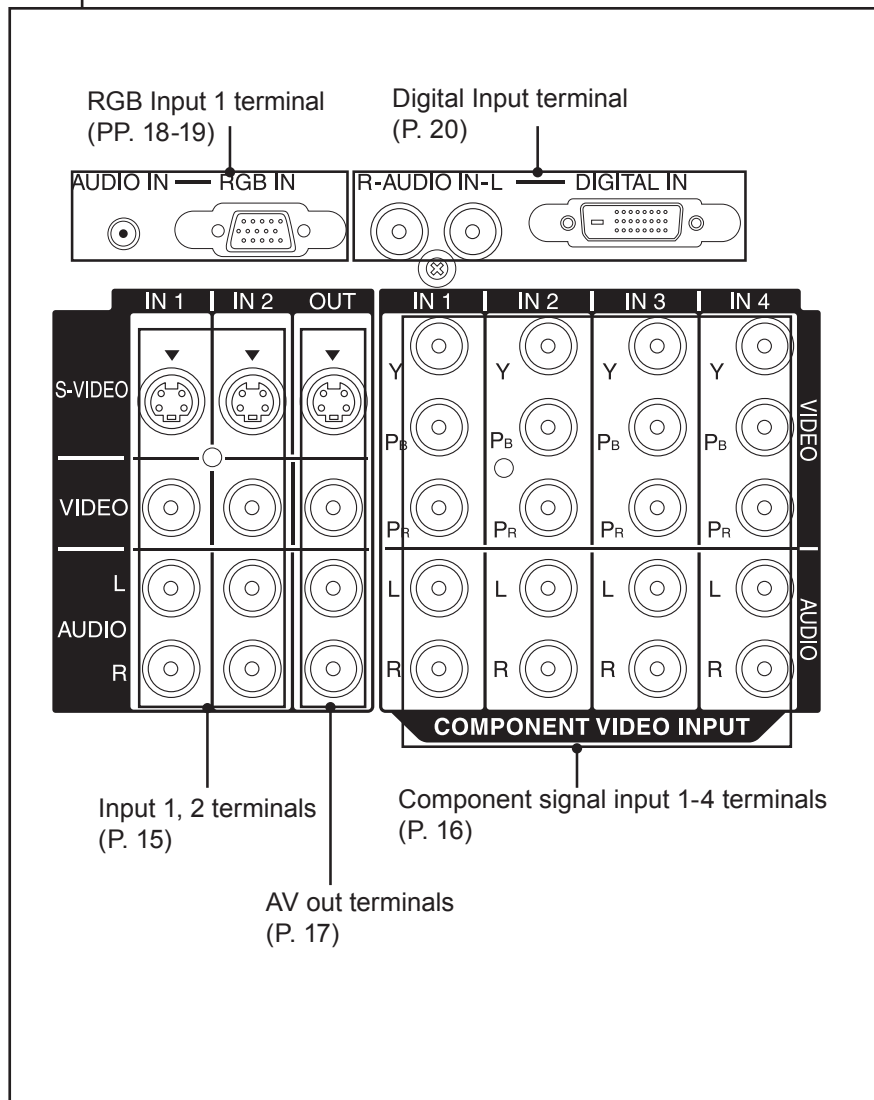 RGB Input 1 terminal
(PP. 18-19)
Digital Input terminal
(P. 20)
AUDIO IN RGB IN
R-AUDIO IN-L DIGITAL IN
IN 1 IN 2 OUT
IN 1 IN 2 IN 3 IN 4
S-VIDEO
VIDEO
L
AUDIO
R
Y Y Y Y
PB PB PB PB
PR PR PR PR
VIDEO
L L L L
R R R R
AUDIO
COMPONENT VIDEO INPUT
Input 1, 2 terminals
(P. 15)
Component signal input 1-4 terminals
(P. 16)
AV out terminals
(P. 17)